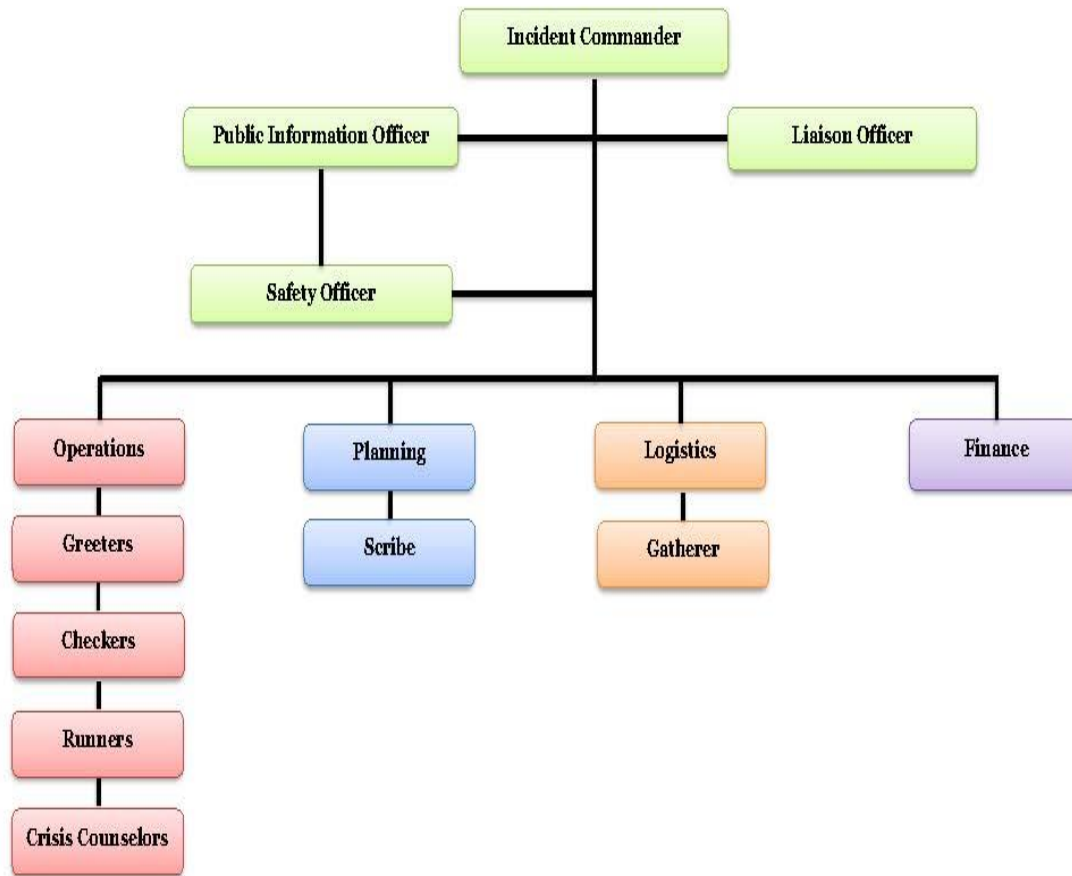 Incident Commander
Public Information Officer
Liaison Officer
Safety Officer
Operations
Planning
Logistics
Finance
Greeters
Scribe
Gatherer
Checkers
Runners
Crisis Counselors